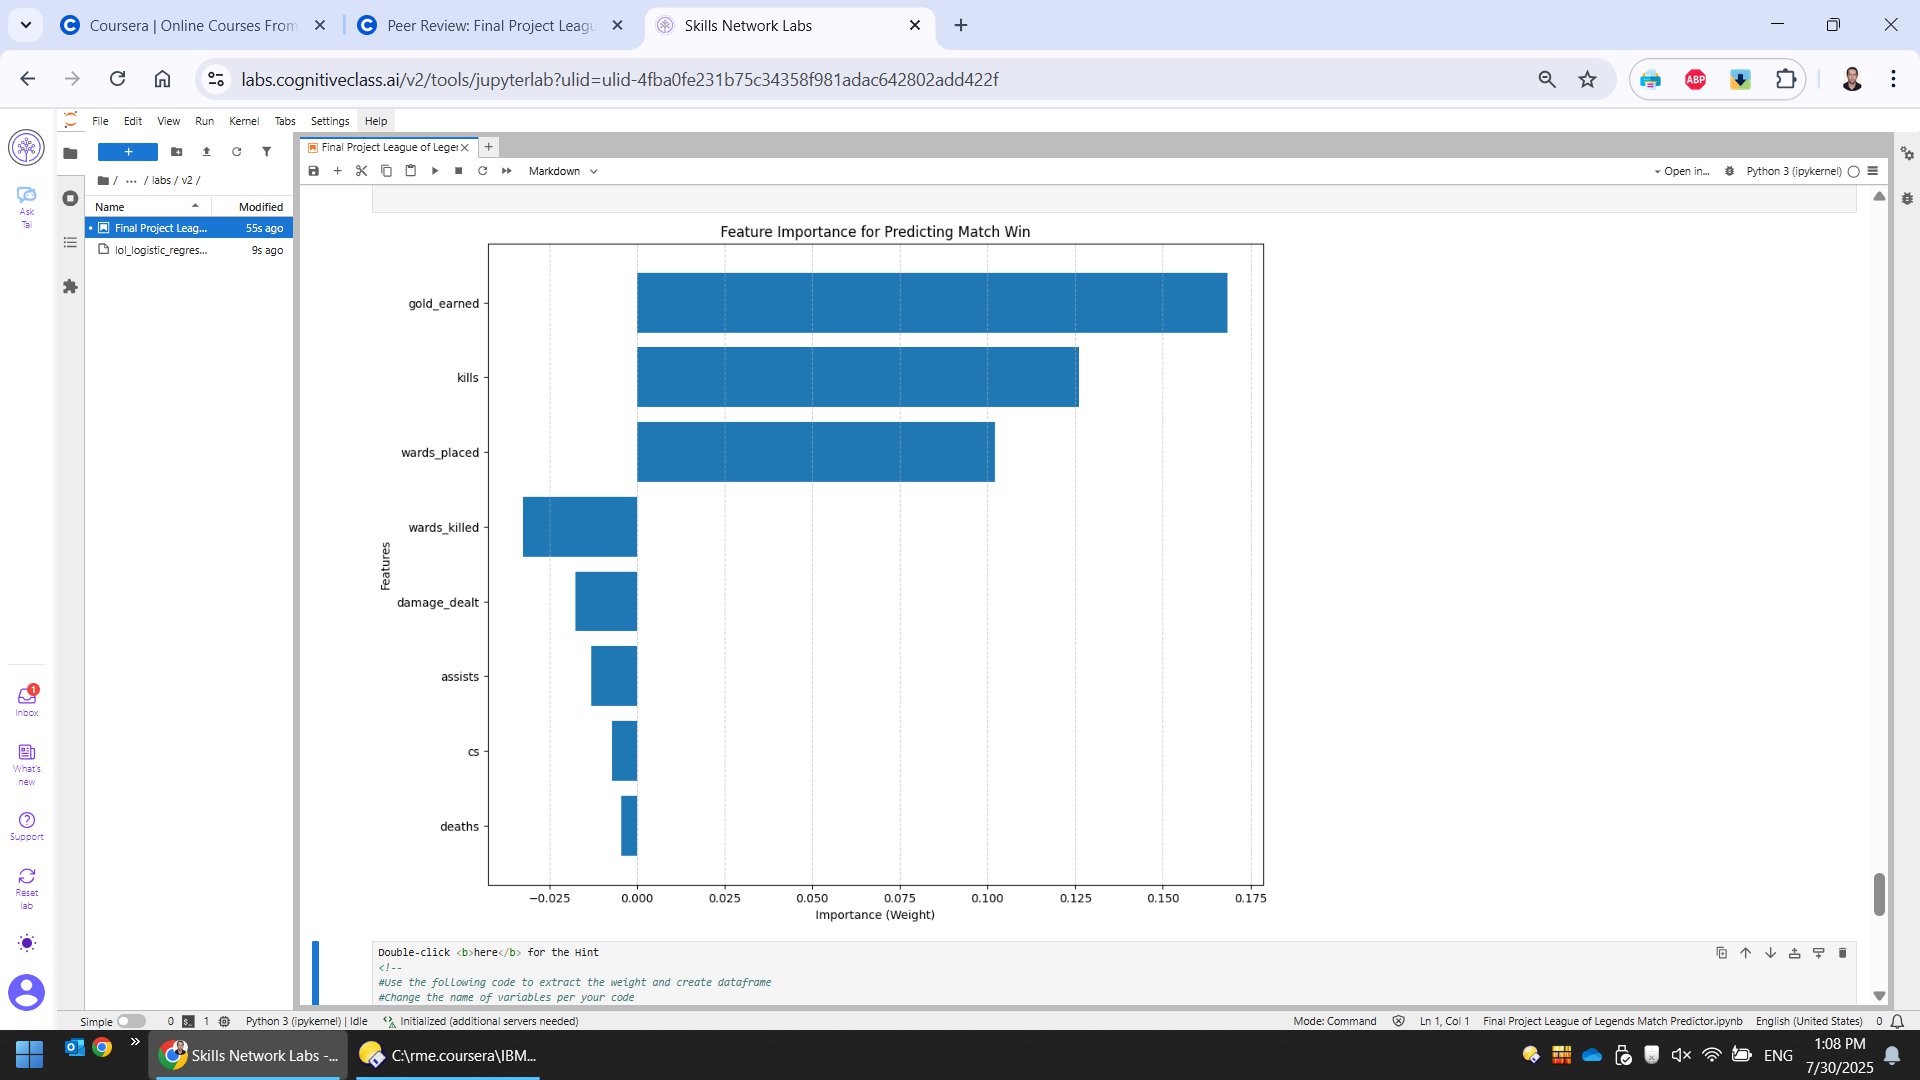 Coursera | Online Courses From
Peer Review: Final Project Leagu
Skills Network Labs
labs.cognitiveclass.ai/v2/tools/jupyterlab?ulid=ulid-4fba0fe231b75c34358f981adac642802add422f
ABP
File Edit View Run Kernel Tabs Settings Help
Ask
Tai
+
/ ... / labs / v2 /
Name Modified
Final Project Leag... 55s ago
lol_logistic_regres... 9s ago
1
Inbox
What's
new
Support
Reset
lab
Final Project League of Leger
Markdown
Open in...
Python 3 (ipykernel)
Feature Importance for Predicting Match Win
gold_earned
kills
wards_placed
wards_killed
damage_dealt
assists
cs
deaths
Features
−0.025 0.000 0.025 0.050 0.075 0.100 0.125 0.150 0.175
Importance (Weight)
Double-click <b>here</b> for the Hint
<!--
#Use the following code to extract the weight and create dataframe
#Change the name of variables per your code
Simple 0 1 Python 3 (ipykernel) | Idle Initialized (additional servers needed) Mode: Command Ln 1, Col 1 Final Project League of Legends Match Predictor.ipynb English (United States) 0
Skills Network Labs -...
C:\rme.coursera\IBM...
ENG
1:08 PM
7/30/2025